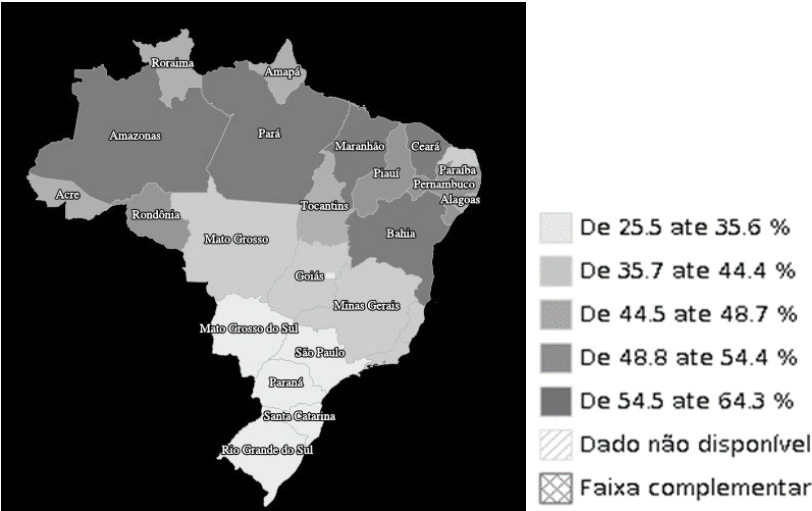 Roraima
Amapá
Amazonas
Pará
Maranhão
Ceará
Piauí
Paraíba
Pernambuco
Acre
Alagoas
Rondônia
Tocantins
Mato Grosso
Bahia
Goiás
Minas Gerais
Mato Grosso do Sul
São Paulo
Paraná
Santa Catarina
Rio Grande do Sul
De 25.5 ate 35.6 %
De 35.7 ate 44.4 %
De 44.5 ate 48.7 %
De 48.8 ate 54.4 %
De 54.5 ate 64.3 %
Dado não disponível
Faixa complementar